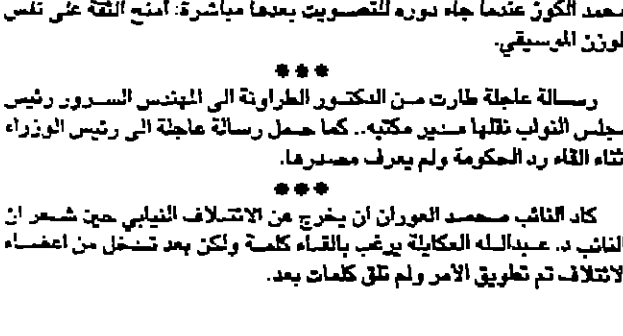 محمد الكوز عندما جاء دوره للتصويت بعدها مباشرة: امنح الثقة على نفس
لوزن الموسيقي.
***
رسالة عاجلة طارت من الدكتور الطراونة الى المهندس السرور رئيس
مجلس النواب نقلها مدير مكتبه.. كما حمل رسالة عاجلة الى رئيس الوزراء
ثناء القاء رد الحكومة ولم يعرف مصدرها.
***
كاد النائب محمد العوران ان يخرج عن الائتلاف النيابي حين شعر ان
النائب د. عبدالله العكايلة يرغب بالقاء كلمة ولكن بعد تدخل من اعضاء
لائتلاف تم تطويق الامر ولم تلق كلمات بعد.